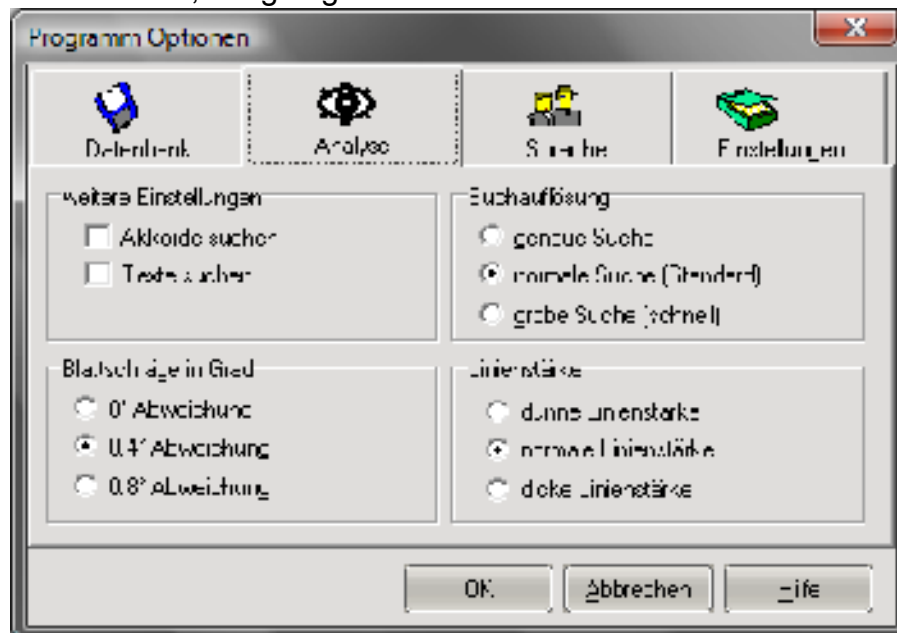 Programm Optionen
Datenbank
Analyse
Suche
Einstellungen
weitere Einstellungen
Akkorde suchen
Texte suchen
Suchauflösung
genaue Suche
normale Suche (Standard)
grobe Suche (schnell)
Blattschräge in Grad
0° Abweichung
0.4° Abweichung
0.8° Abweichung
Linienstärke
dünne Linienstärke
normale Linienstärke
dicke Linienstärke
OK
Abbrechen
Hilfe